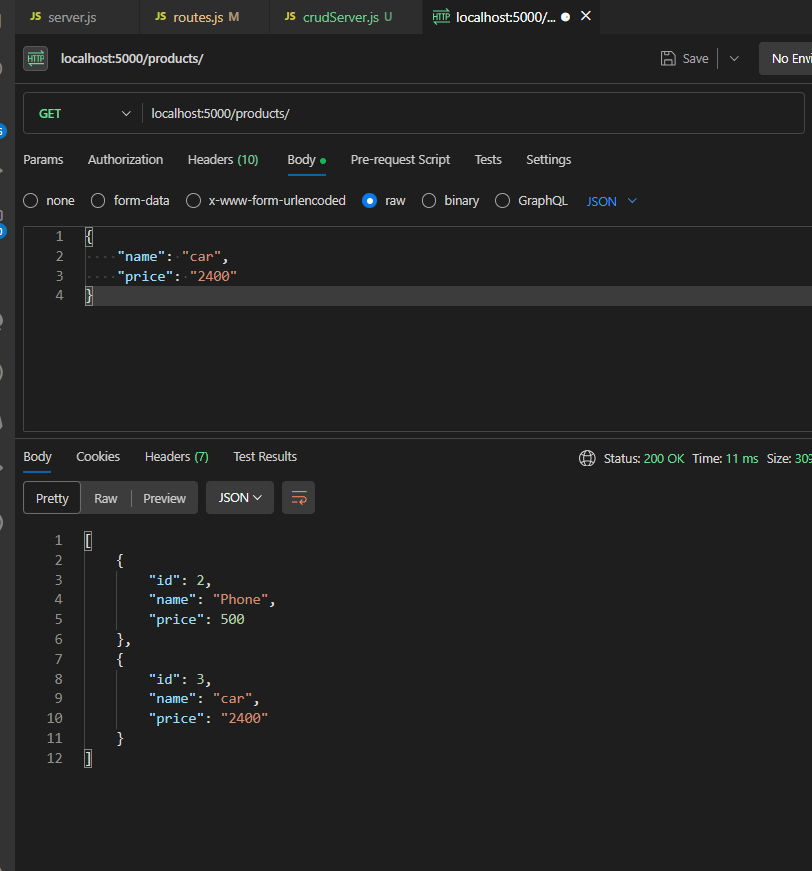 JS server.js JS routes.js M JS crudServer.js U HTTP localhost:5000/...
HTTP localhost:5000/products/ Save
GET localhost:5000/products/
Params Authorization Headers (10) Body Pre-request Script Tests Settings
none form-data x-www-form-urlencoded raw binary GraphQL JSON
1 {
2 "name": "car",
3 "price": "2400"
4 }
Body Cookies Headers (7) Test Results Status: 200 OK Time: 11 ms Size:
Pretty Raw Preview JSON
1 [
2 {
3 "id": 2,
4 "name": "Phone",
5 "price": 500
6 },
7 {
8 "id": 3,
9 "name": "car",
10 "price": "2400"
11 }
12 ]